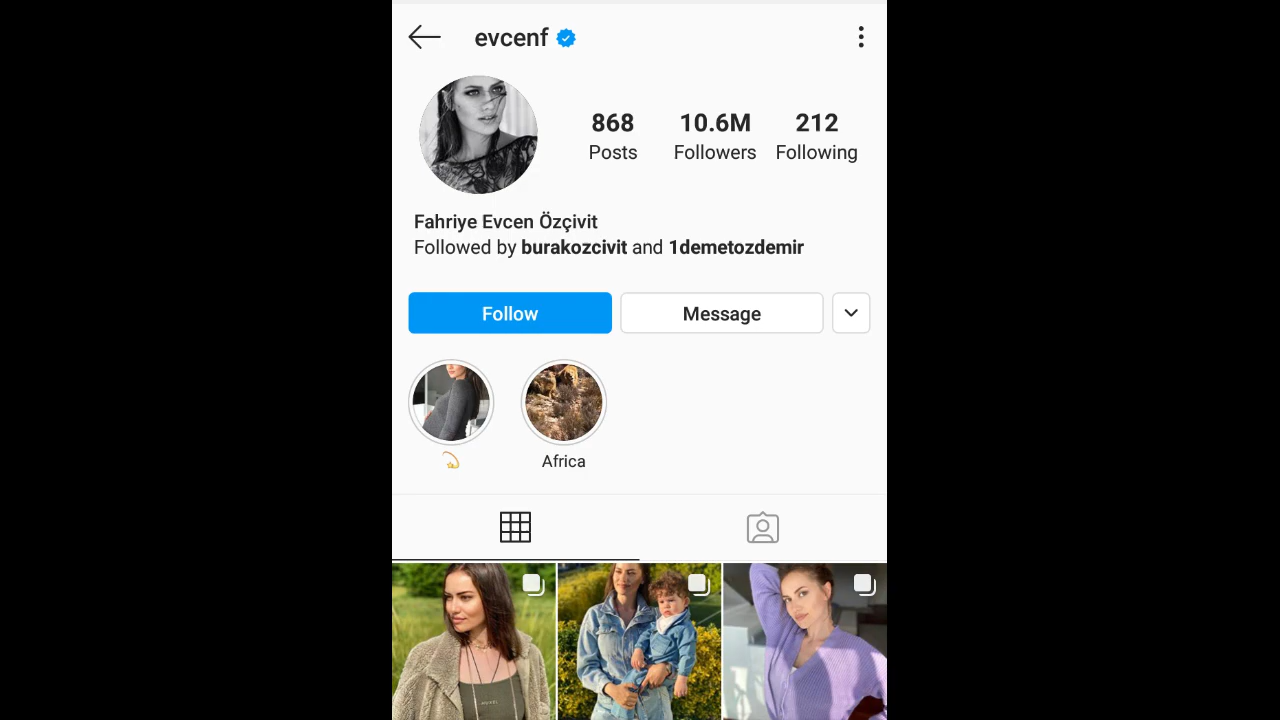 evcenf
868 10.6M 212
Posts Followers Following
Fahriye Evcen Özçivit
Followed by burakozcivit and 1demetozdemir
Follow Message
Africa